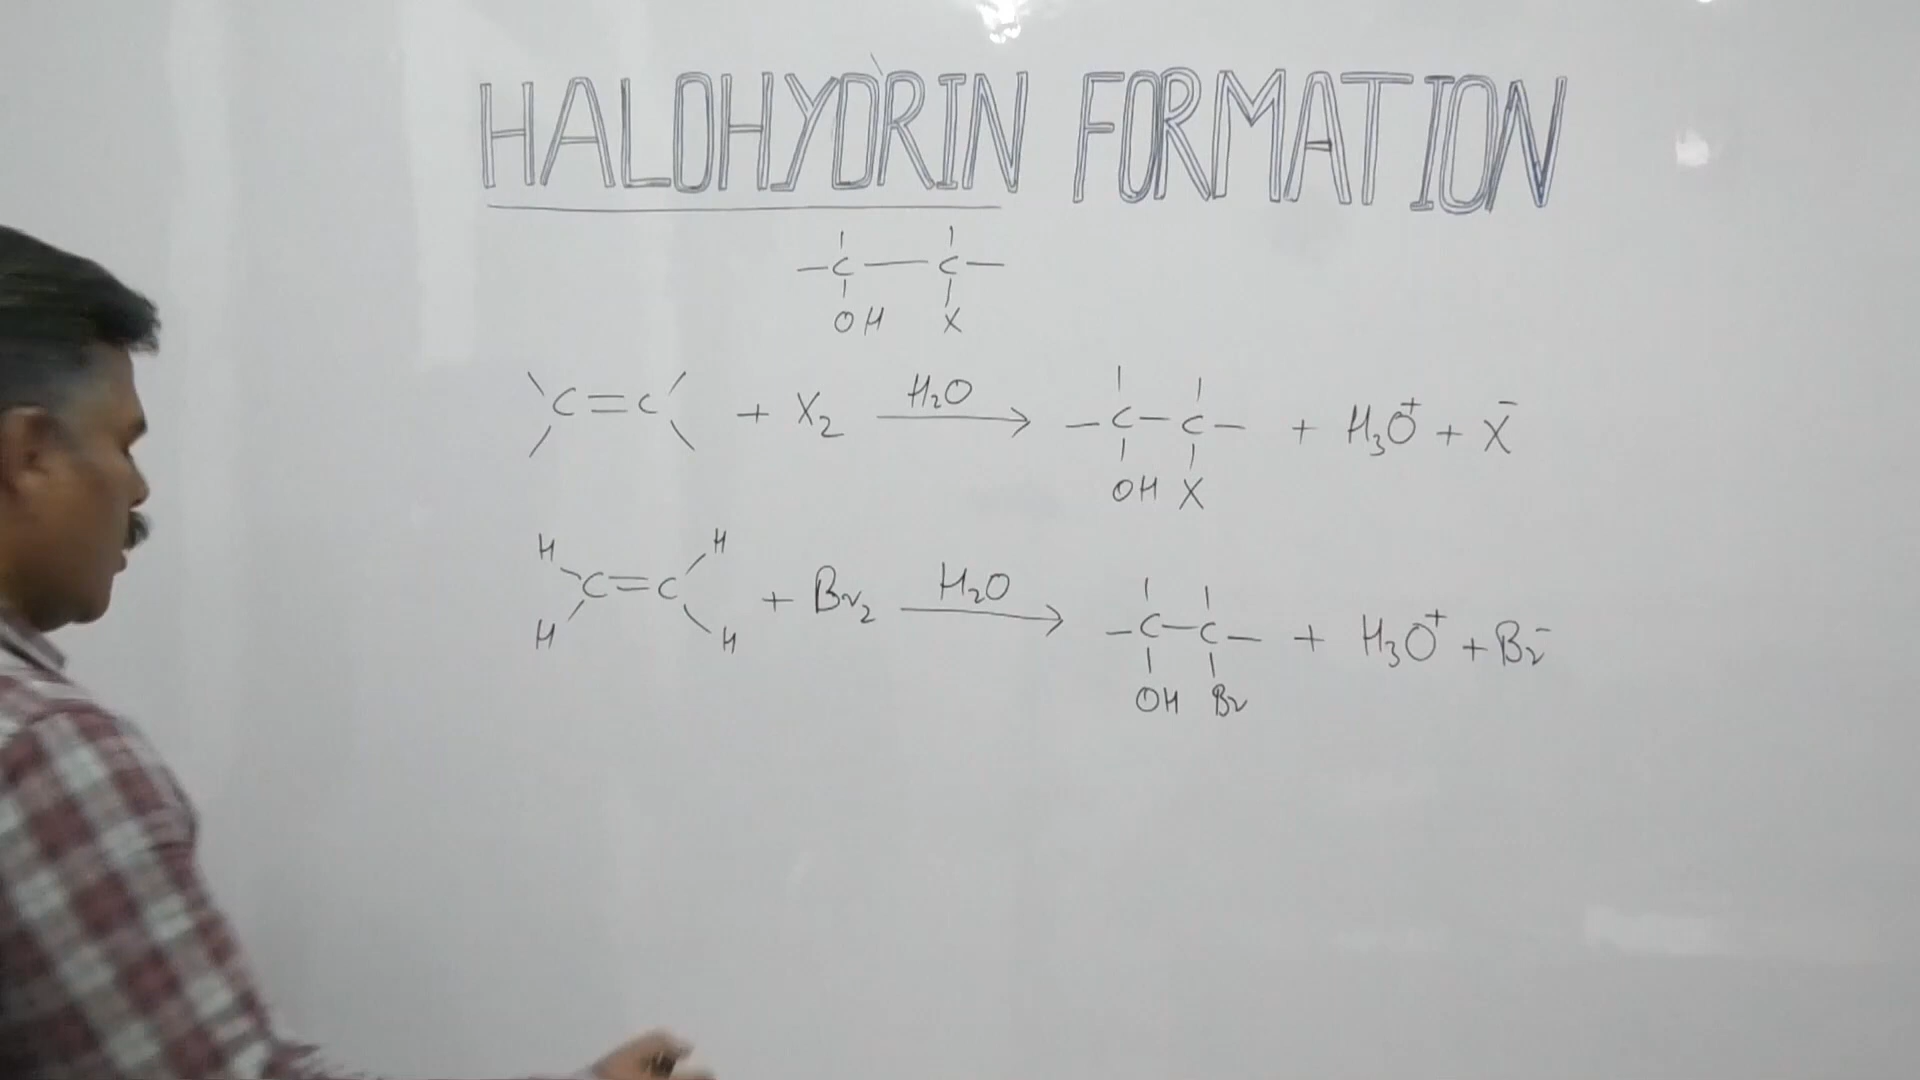 HALOHYDRIN FORMATION
-C-C-
OH X
C=C + X₂ H₂O → -C-C- + H₃O⁺ + X⁻
OH X
H H
C=C + Br₂ H₂O → -C-C- + H₃O⁺ + Br⁻
H H
OH Br